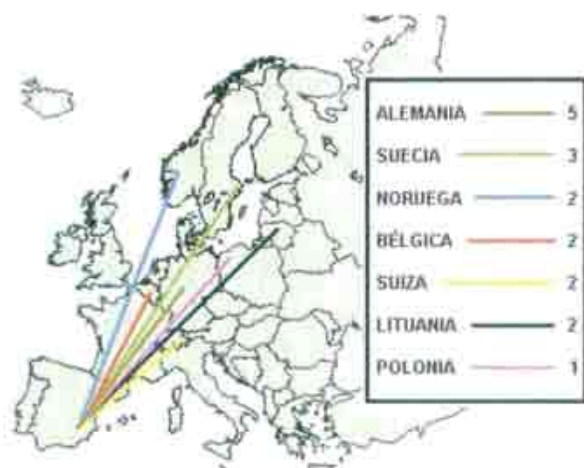 ALEMANIA 5
SUECIA 3
NORUEGA 2
BÉLGICA 2
SUIZA 2
LITUANIA 2
POLONIA 1